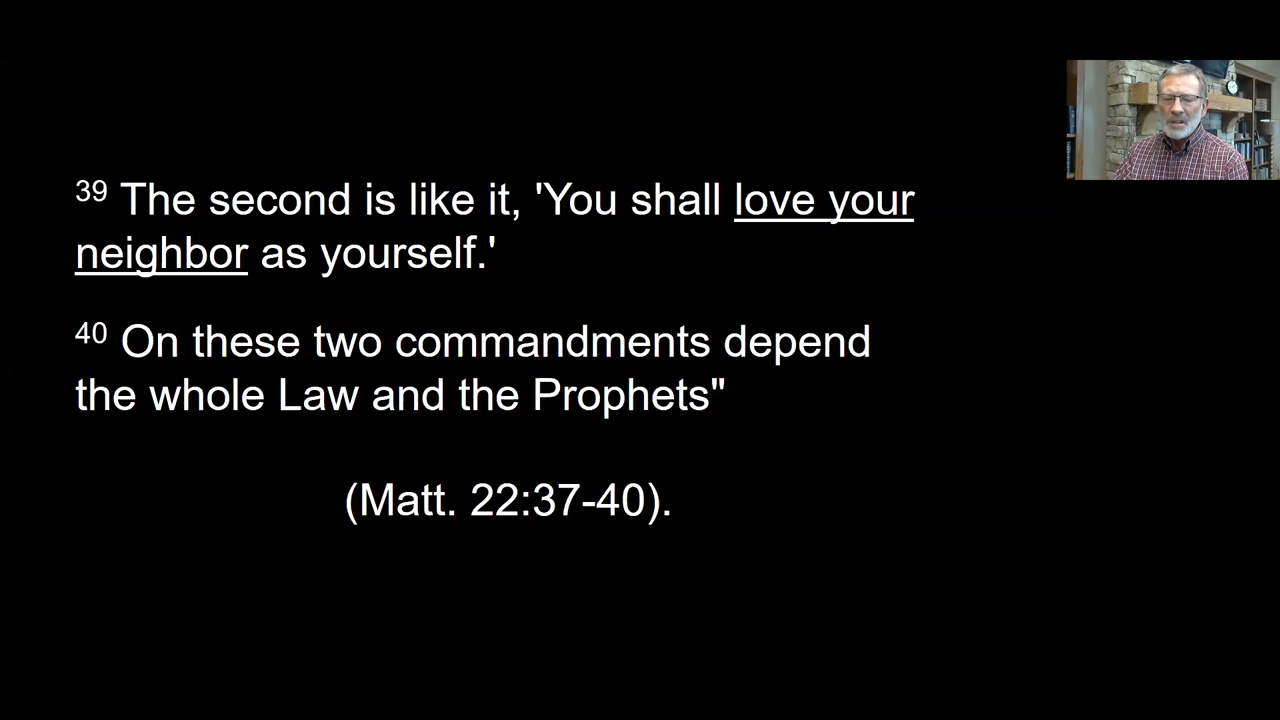 39 The second is like it, 'You shall love your
neighbor as yourself.'
40 On these two commandments depend
the whole Law and the Prophets"
(Matt. 22:37-40).